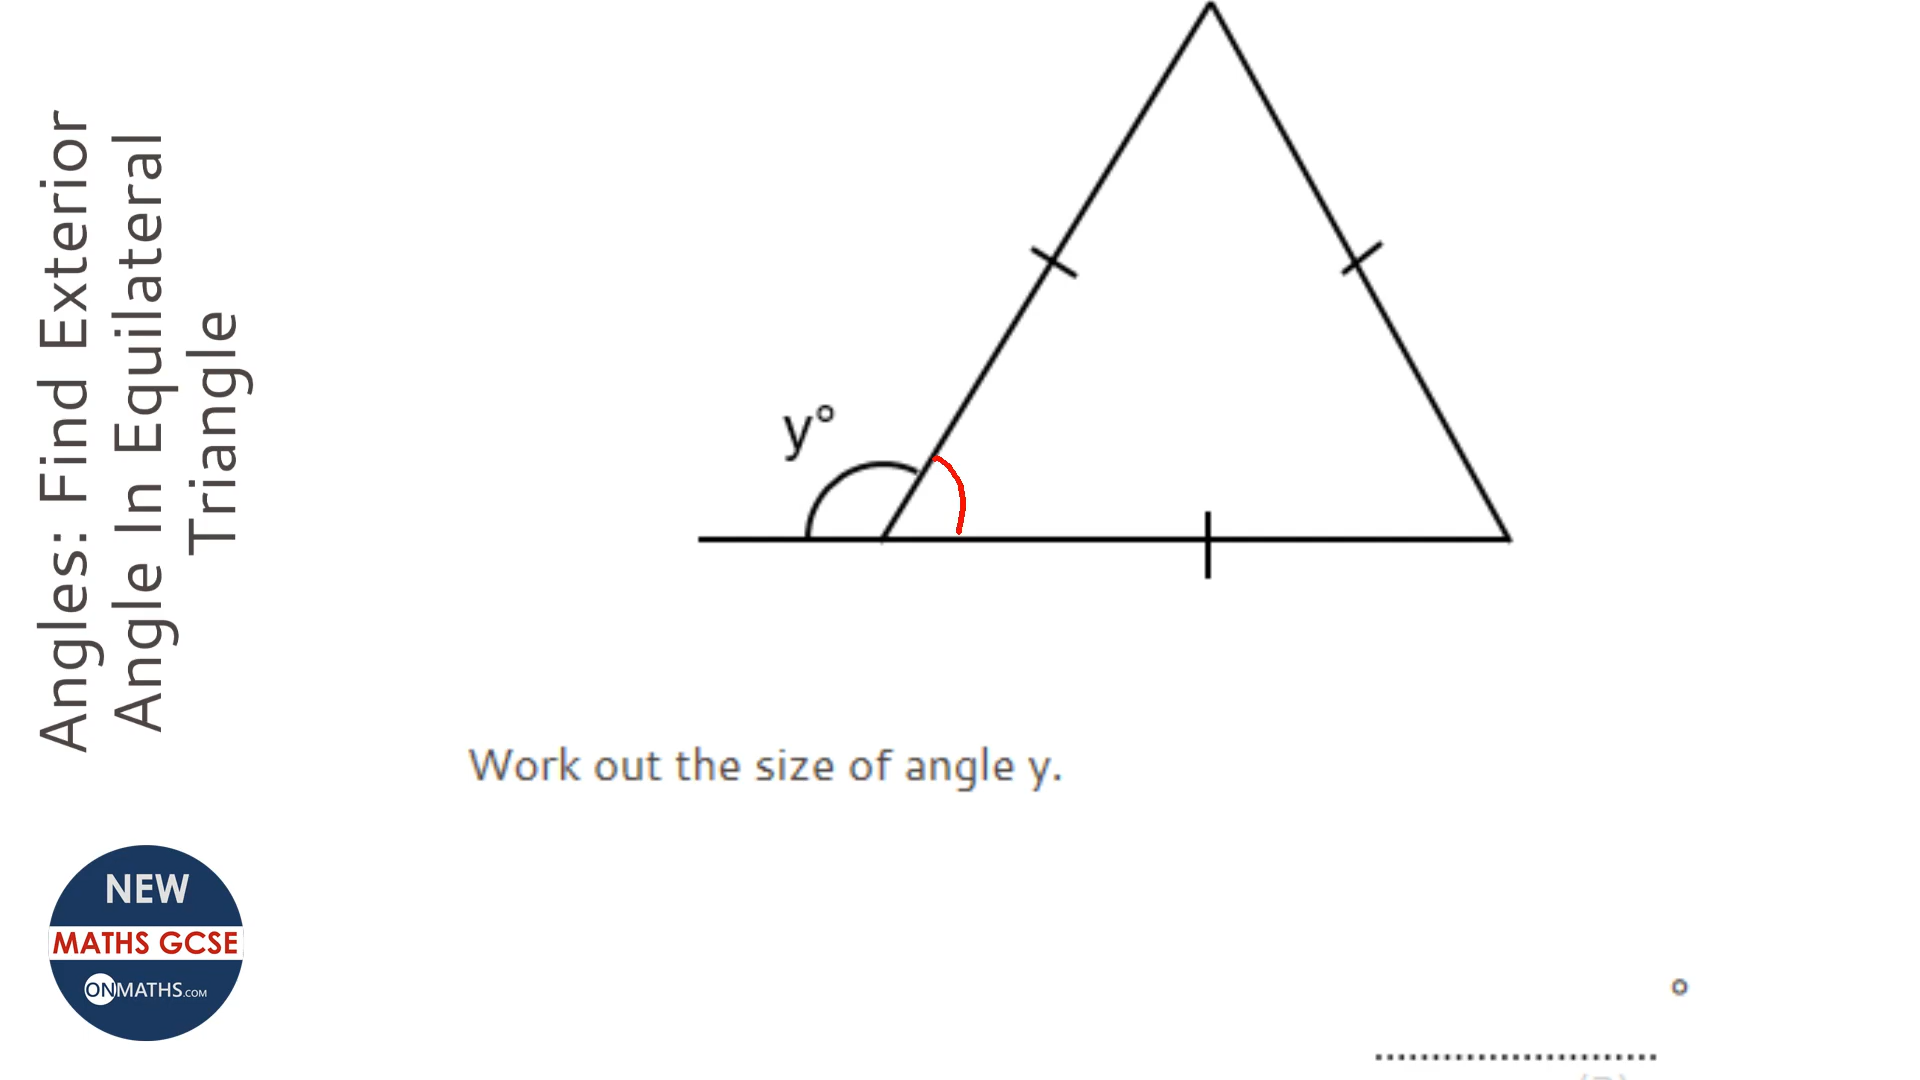 Angles: Find Exterior
Angle In Equilateral
Triangle
y°
Work out the size of angle y.
°
NEW
MATHS GCSE
ONMATHS.COM